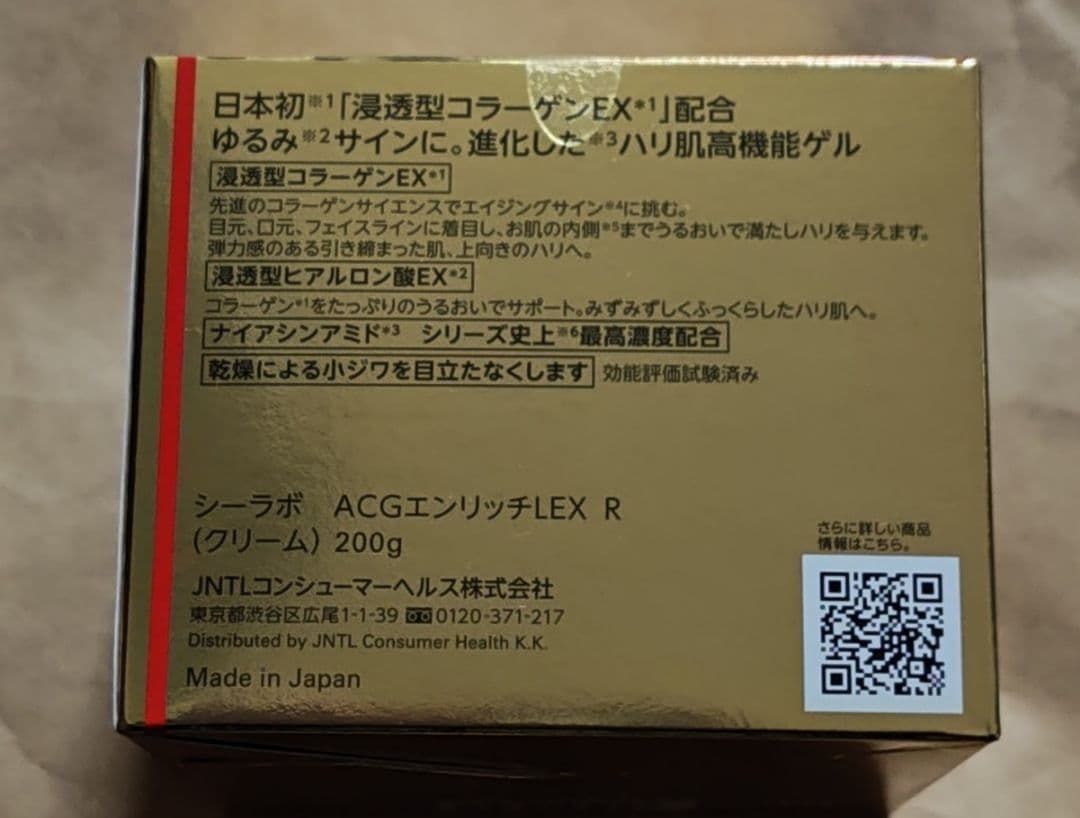 日本初※1「浸透型コラーゲンEX*1」配合
ゆるみ※2サインに。進化した※3ハリ肌高機能ゲル
浸透型コラーゲンEX*1
先進のコラーゲンサイエンスでエイジングサイン※4に挑む。
目元、口元、フェイスラインに着目し、お肌の内側※5までうるおいで満たしハリを与えます。
弾力感のある引き締まった肌、上向きのハリへ。
浸透型ヒアルロン酸EX*2
コラーゲン*1をたっぷりのうるおいでサポート。みずみずしくふっくらしたハリ肌へ。
ナイアシンアミド*3 シリーズ史上※6最高濃度配合
乾燥による小ジワを目立たなくします 効能評価試験済み
シーラボ ACGエンリッチLEX R
(クリーム) 200g
さらに詳しい商品
情報はこちら。
JNTLコンシューマーヘルス株式会社
東京都渋谷区広尾1-1-39 0120-371-217
Distributed by JNTL Consumer Health K.K.
Made in Japan